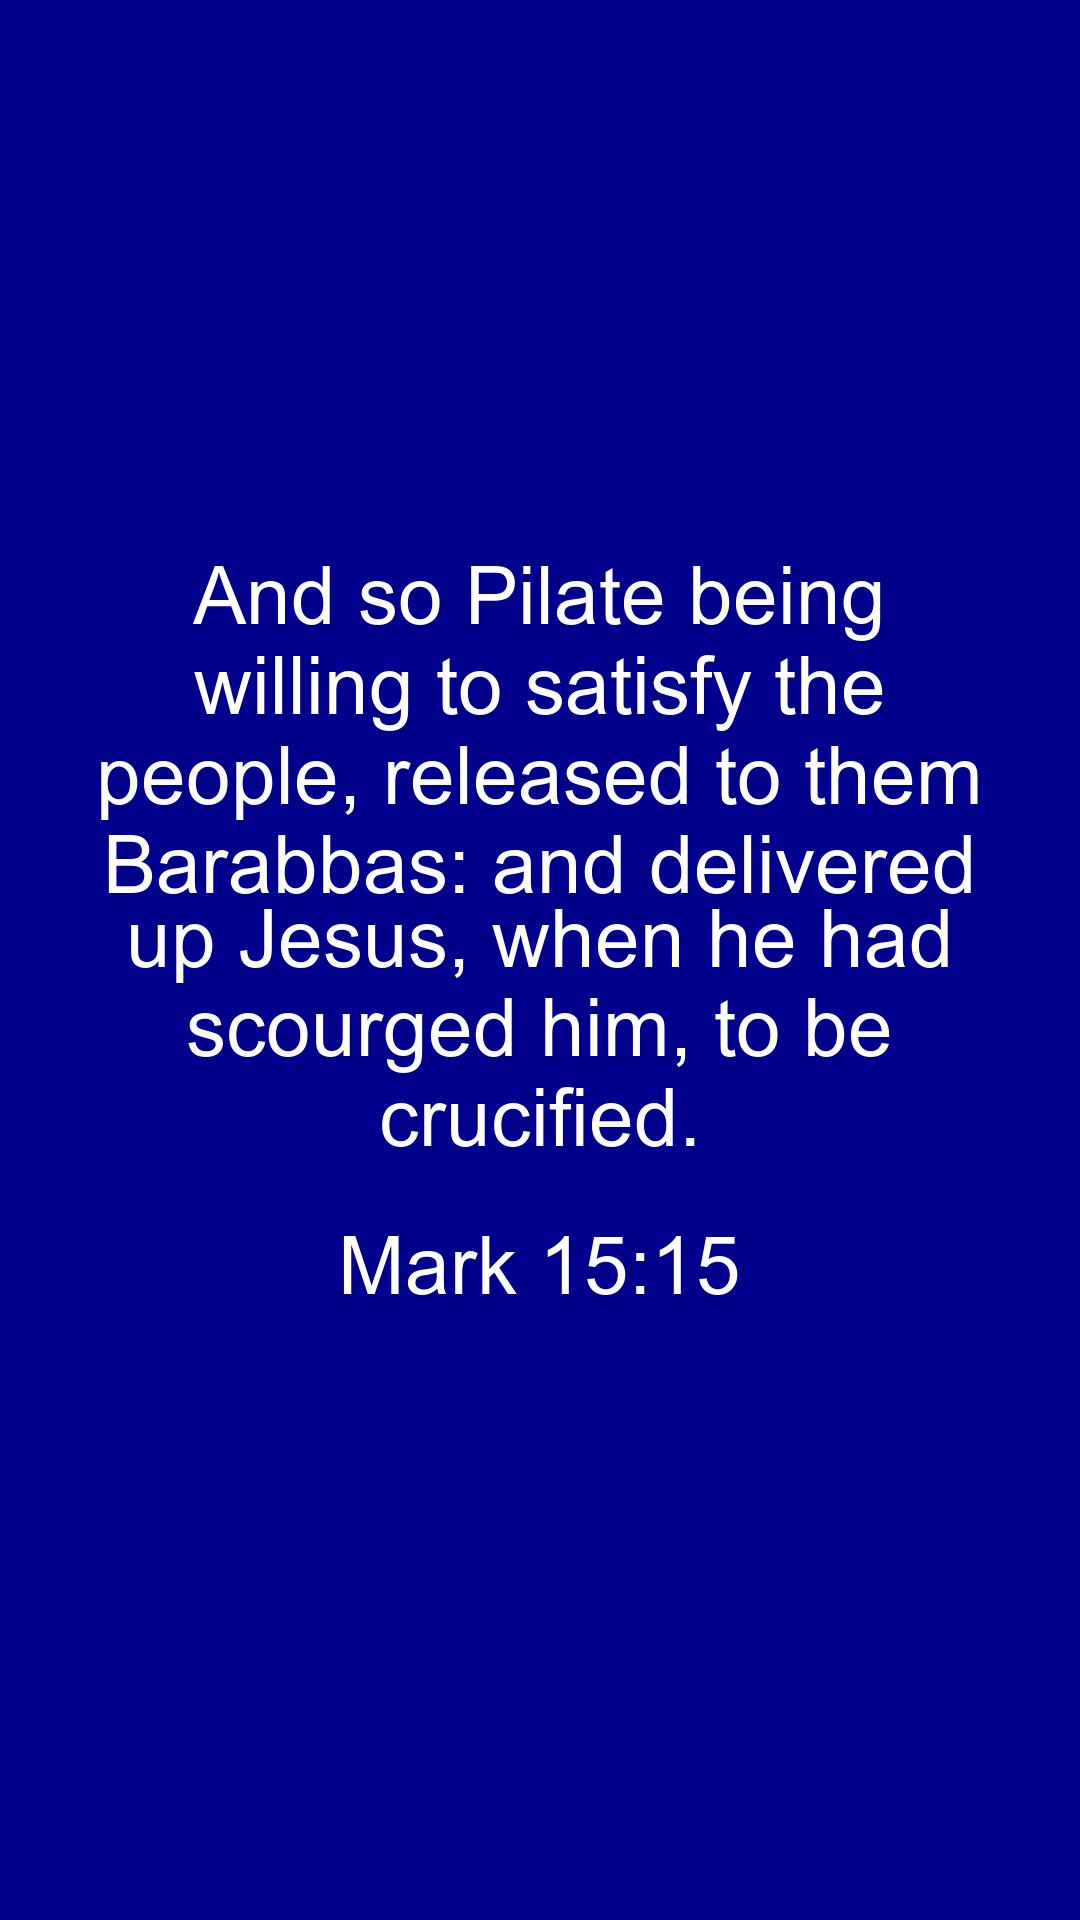 And so Pilate being
willing to satisfy the
people, released to them
Barabbas: and delivered
up Jesus, when he had
scourged him, to be
crucified.
Mark 15:15